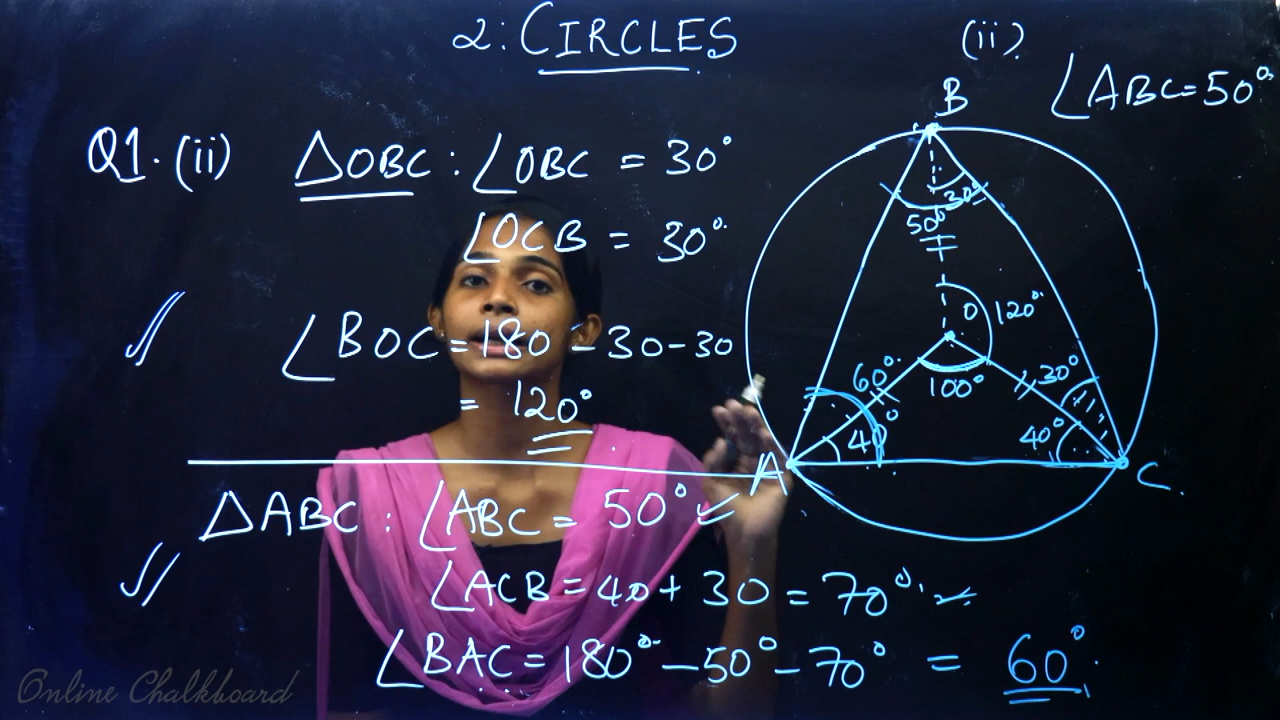 2: CIRCLES
(ii)
∠ABC = 50°
B
Q1. (ii) ΔOBC : ∠OBC = 30°
∠OCB = 30°
∠BOC = 180 - 30 - 30
= 120°
30°
50°
O
120°
60°
100°
30°
40°
40°
A
C.
ΔABC : ∠ABC = 50° ✓
∠ACB = 40 + 30 = 70°. ✓
∠BAC = 180° - 50° - 70° = 60°.
Online Chalkboard